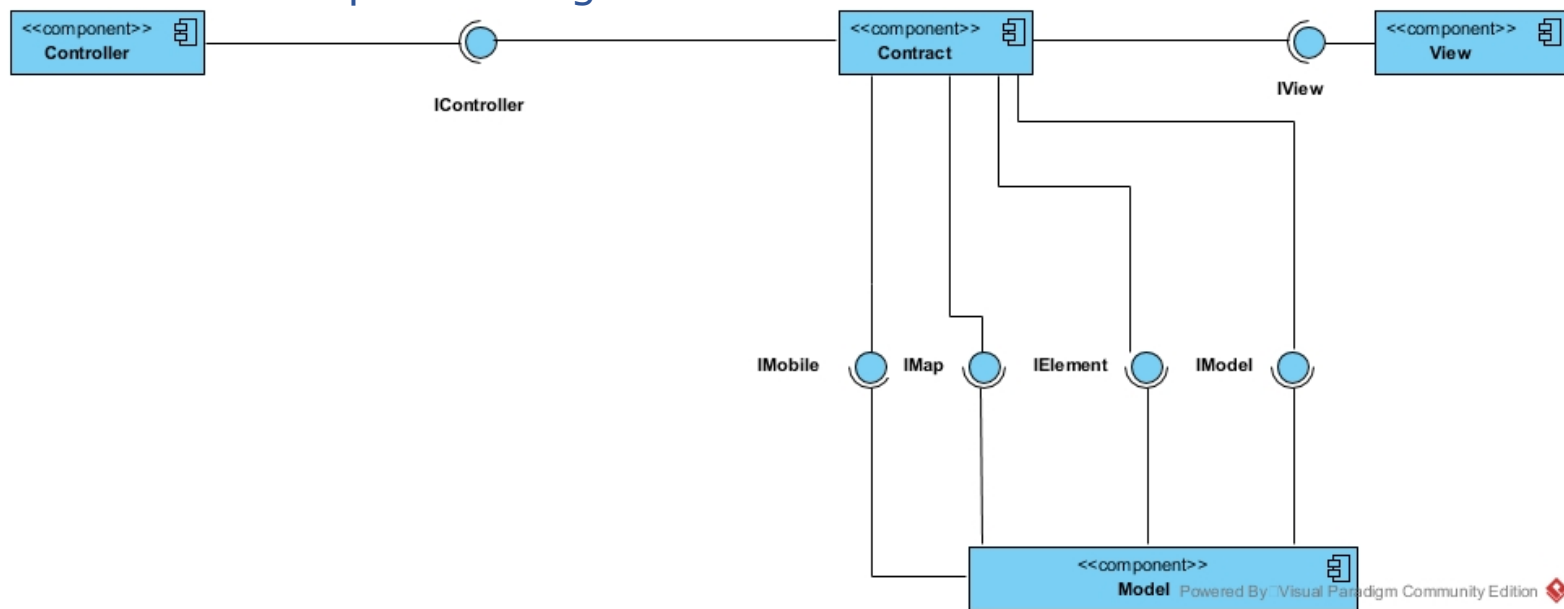 <<component>>
Controller
IController
<<component>>
Contract
IView
<<component>>
View
IMobile
IMap
IElement
IModel
<<component>>
Model
Powered By Visual Paradigm Community Edition